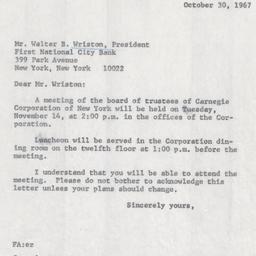 October 30, 1967
Mr. Walter B. Wriston, President
First National City Bank
399 Park Avenue
New York, New York 10022
Dear Mr. Wriston:
A meeting of the board of trustees of Carnegie
Corporation of New York will be held on Tuesday,
November 14, at 2:00 p.m. in the offices of the Cor-
poration.
Luncheon will be served in the Corporation din-
ing room on the twelfth floor at 1:00 p.m. before the
meeting.
I understand you will be able to attend the
meeting. Please do not bother to acknowledge this
letter unless your plans should change.
Sincerely yours,
FA:ez